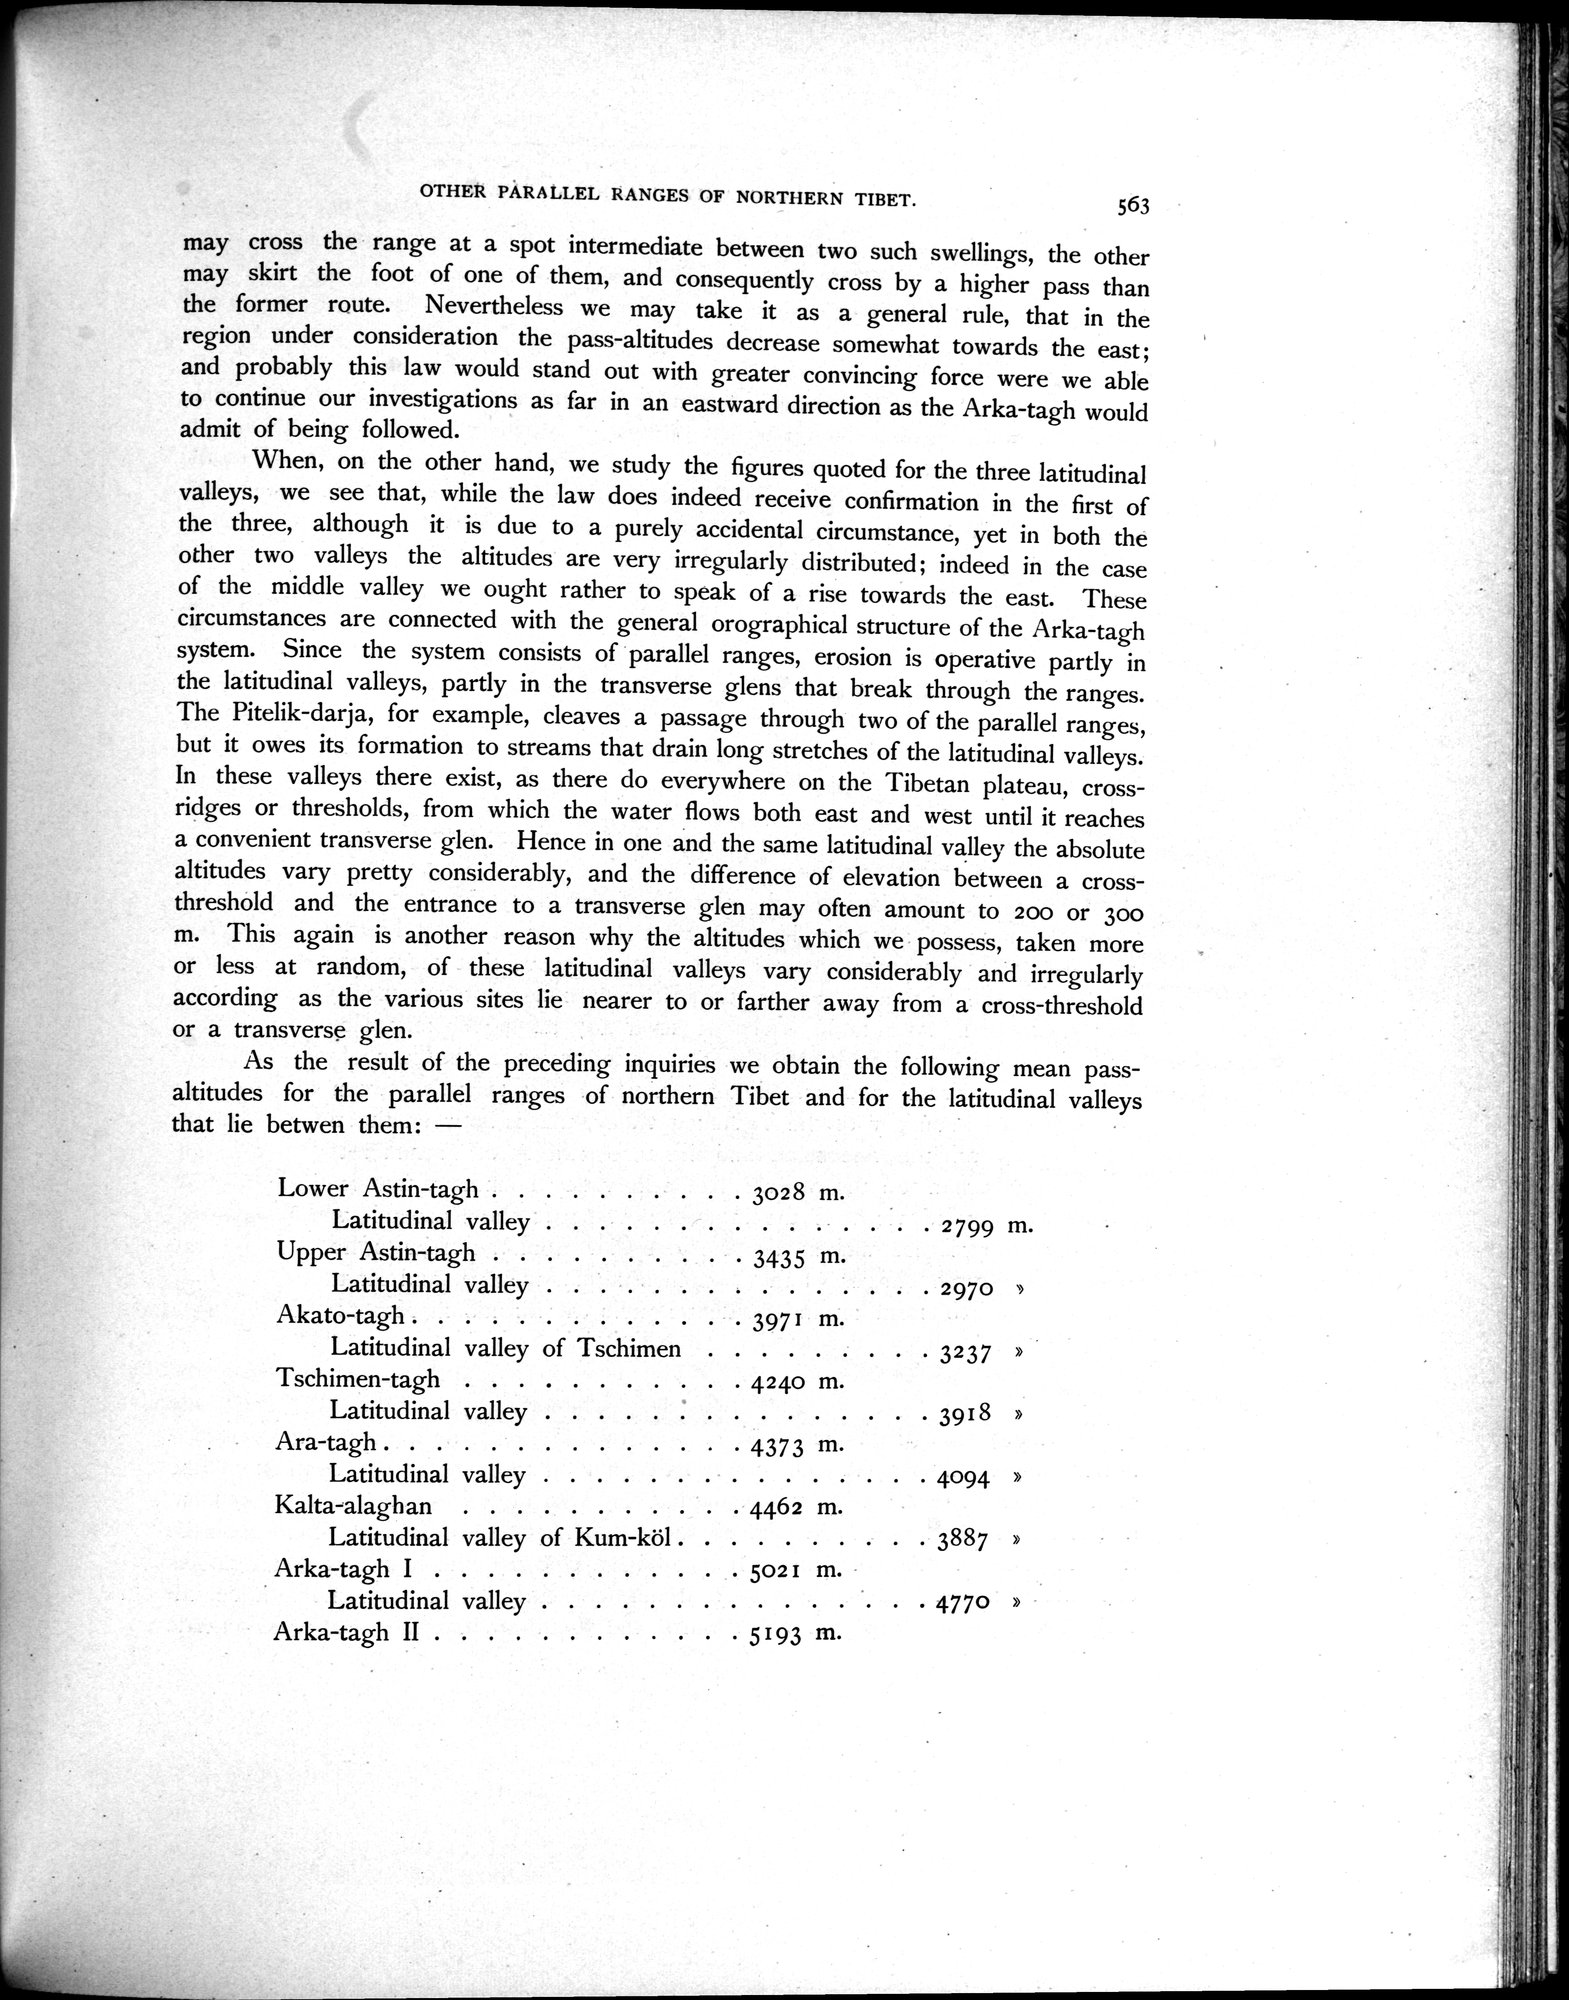 OTHER PARALLEL RANGES OF NORTHERN TIBET. 563
may cross the range at a spot intermediate between two such swellings, the other
may skirt the foot of one of them, and consequently cross by a higher pass than
the former route. Nevertheless we may take it as a general rule, that in the
region under consideration the pass-altitudes decrease somewhat towards the east;
and probably this law would stand out with greater convincing force were we able
to continue our investigations as far in an eastward direction as the Arka-tagh would
admit of being followed.
When, on the other hand, we study the figures quoted for the three latitudinal
valleys, we see that, while the law does indeed receive confirmation in the first of
the three, although it is due to a purely accidental circumstance, yet in both the
other two valleys the altitudes are very irregularly distributed; indeed in the case
of the middle valley we ought rather to speak of a rise towards the east. These
circumstances are connected with the general orographical structure of the Arka-tagh
system. Since the system consists of parallel ranges, erosion is operative partly in
the latitudinal valleys, partly in the transverse glens that break through the ranges.
The Pitelik-darja, for example, cleaves a passage through two of the parallel ranges,
but it owes its formation to streams that drain long stretches of the latitudinal valleys.
In these valleys there exist, as there do everywhere on the Tibetan plateau, cross-
ridges or thresholds, from which the water flows both east and west until it reaches
a convenient transverse glen. Hence in one and the same latitudinal valley the absolute
altitudes vary pretty considerably, and the difference of elevation between a cross-
threshold and the entrance to a transverse glen may often amount to 200 or 300
m. This again is another reason why the altitudes which we possess, taken more
or less at random, of these latitudinal valleys vary considerably and irregularly
according as the various sites lie nearer to or farther away from a cross-threshold
or a transverse glen.
As the result of the preceding inquiries we obtain the following mean pass-
altitudes for the parallel ranges of northern Tibet and for the latitudinal valleys
that lie betwen them: —
Lower Astin-tagh . . . . . . . . . . 3028 m.
Latitudinal valley . . . . . . . . . . . . . . . 2799 m.
Upper Astin-tagh . . . . . . . . . . 3435 m.
Latitudinal valley . . . . . . . . . . . . . . . 2970 »
Akato-tagh . . . . . . . . . . . . . 3971 m.
Latitudinal valley of Tschimen . . . . . . . . . 3237 »
Tschimen-tagh . . . . . . . . . . . 4240 m.
Latitudinal valley . . . . . . . . . . . . . . . 3918 »
Ara-tagh . . . . . . . . . . . . . . 4373 m.
Latitudinal valley . . . . . . . . . . . . . . . 4094 »
Kalta-alaghan . . . . . . . . . . . 4462 m.
Latitudinal valley of Kum-köl . . . . . . . . . . 3887 »
Arka-tagh I . . . . . . . . . . . . 5021 m.
Latitudinal valley . . . . . . . . . . . . . . . 4770 »
Arka-tagh II . . . . . . . . . . . . 5193 m.